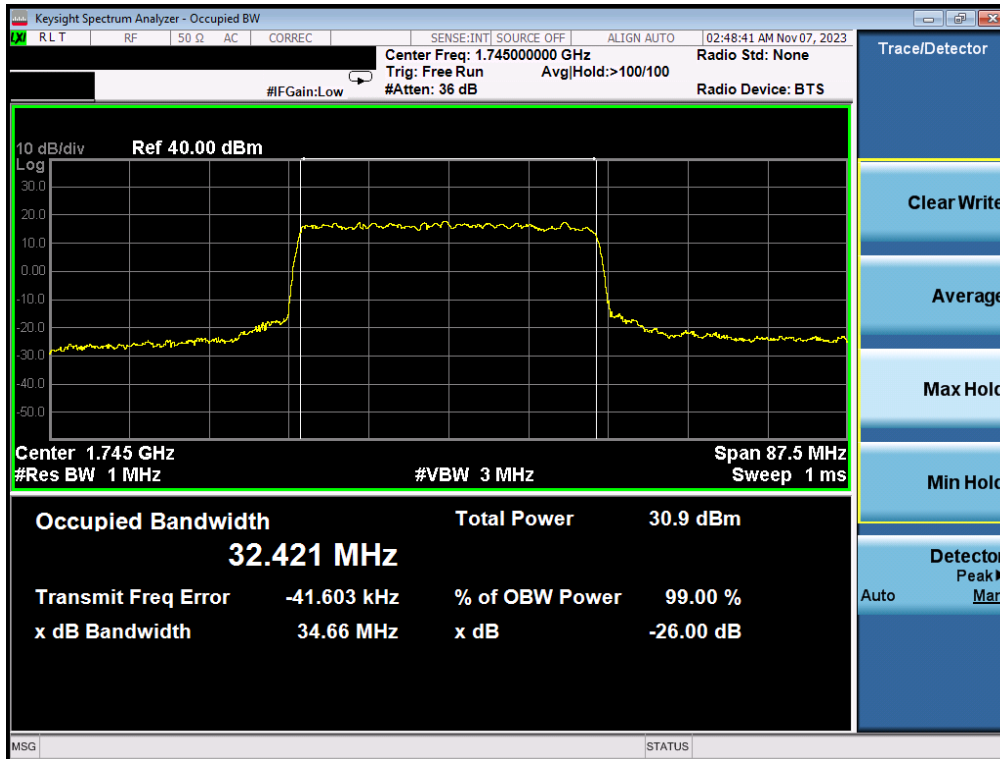 Keysight Spectrum Analyzer - Occupied BW
LXI RLT RF 50 Ω AC CORREC SENSE:INT SOURCE OFF ALIGN AUTO 02:48:41 AM Nov 07, 2023
Trace/Detector
Center Freq: 1.745000000 GHz Radio Std: None
Trig: Free Run Avg|Hold:>100/100
#IFGain:Low #Atten: 36 dB Radio Device: BTS
10 dB/div Ref 40.00 dBm
Log
30.0
20.0
10.0
0.00
-10.0
-20.0
-30.0
-40.0
-50.0
Center 1.745 GHz Span 87.5 MHz
#Res BW 1 MHz #VBW 3 MHz Sweep 1 ms
Occupied Bandwidth Total Power 30.9 dBm
32.421 MHz
Transmit Freq Error -41.603 kHz % of OBW Power 99.00 %
x dB Bandwidth 34.66 MHz x dB -26.00 dB
Clear Write
Average
Max Hold
Min Hold
Detector
Peak
Auto Man
MSG STATUS